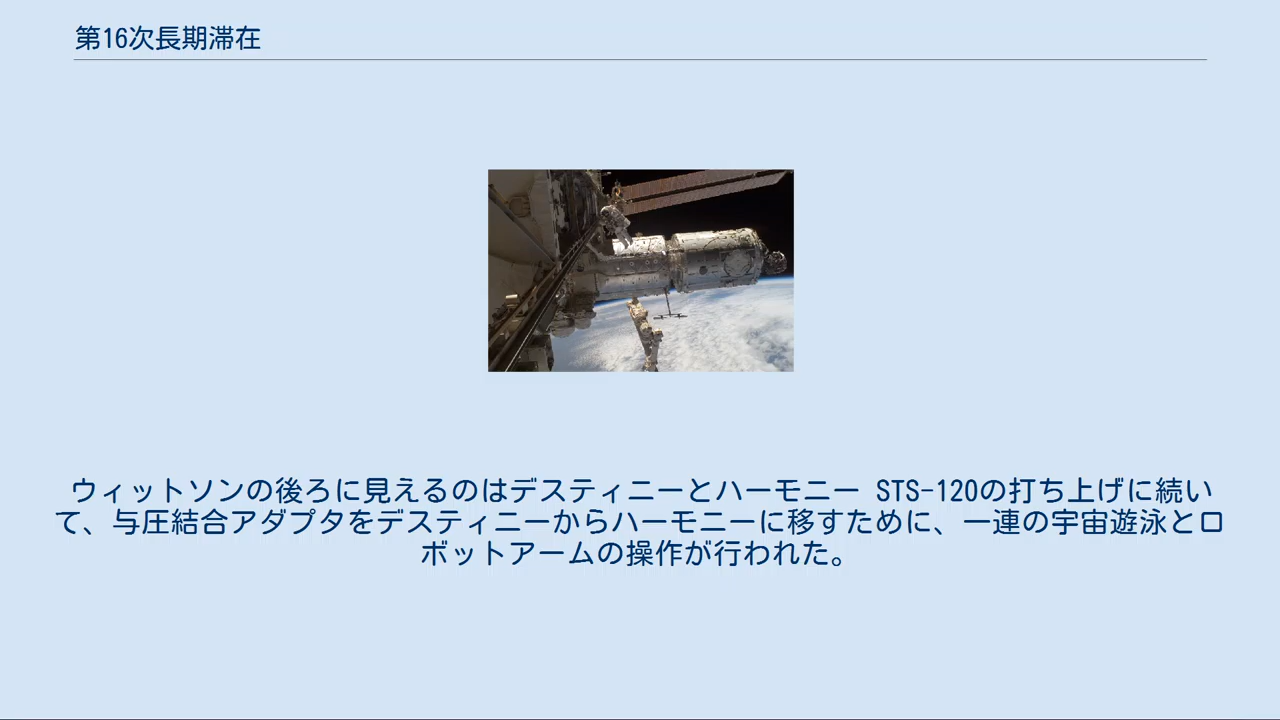 第16次長期滞在
ウィットソンの後ろに見えるのはデスティニーとハーモニー STS-120の打ち上げに続い
て、与圧結合アダプタをデスティニーからハーモニーに移すために、一連の宇宙遊泳とロ
ボットアームの操作が行われた。